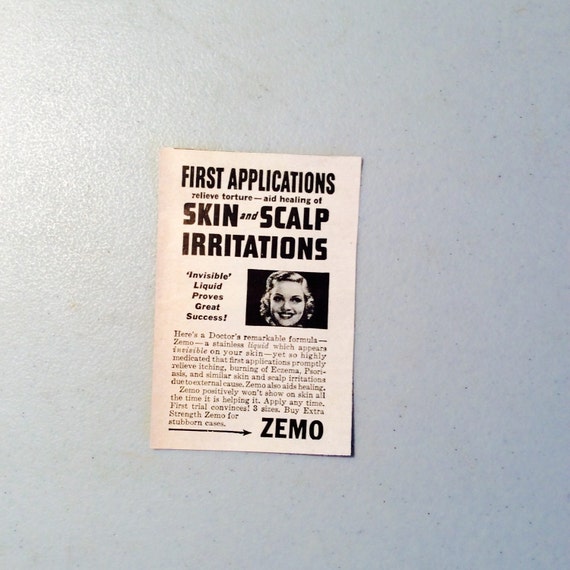 FIRST APPLICATIONS
relieve torture—aid healing of
SKIN and SCALP
IRRITATIONS
'Invisible'
Liquid
Proves
Great
Success!
Here's a Doctor's remarkable formula—
Zemo—a stainless liquid which appears
invisible on your skin—yet so highly
medicated that first applications promptly
relieve itching, burning of Eczema, Psori-
asis, and similar skin and scalp irritations
due to external cause. Zemo also aids healing.
Zemo positively won't show on skin all
the time it is helping it. Apply any time.
First trial convinces! 3 sizes. Buy Extra
Strength Zemo for
stubborn cases.
ZEMO